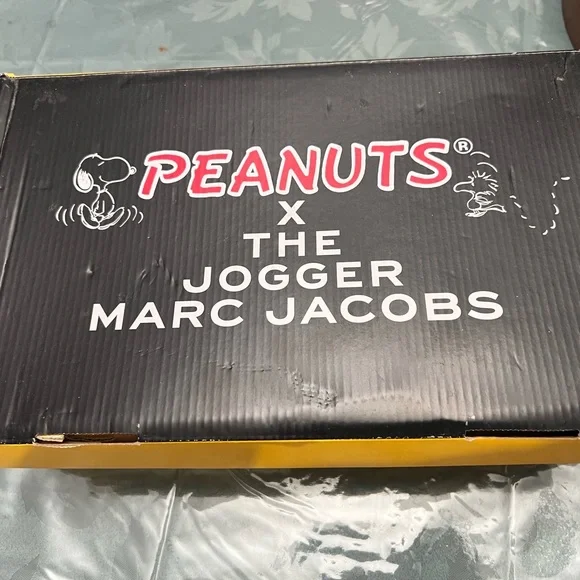 PEANUTS®
X
THE
JOGGER
MARC JACOBS